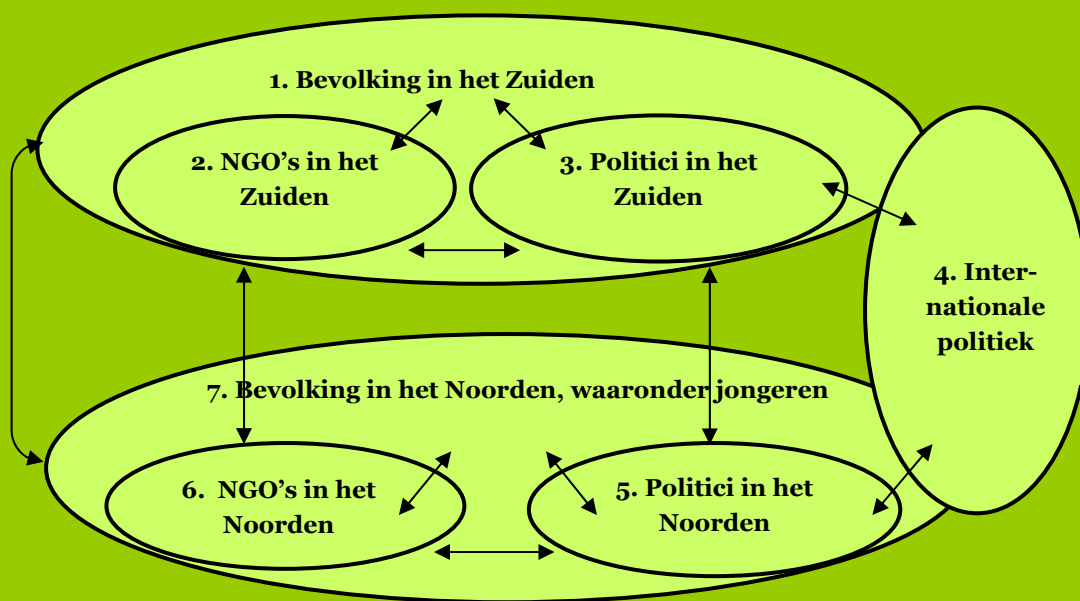 1. Bevolking in het Zuiden
2. NGO's in het
Zuiden
3. Politici in het
Zuiden
4. Inter-
nationale
politiek
7. Bevolking in het Noorden, waaronder jongeren
6. NGO's in het
Noorden
5. Politici in het
Noorden